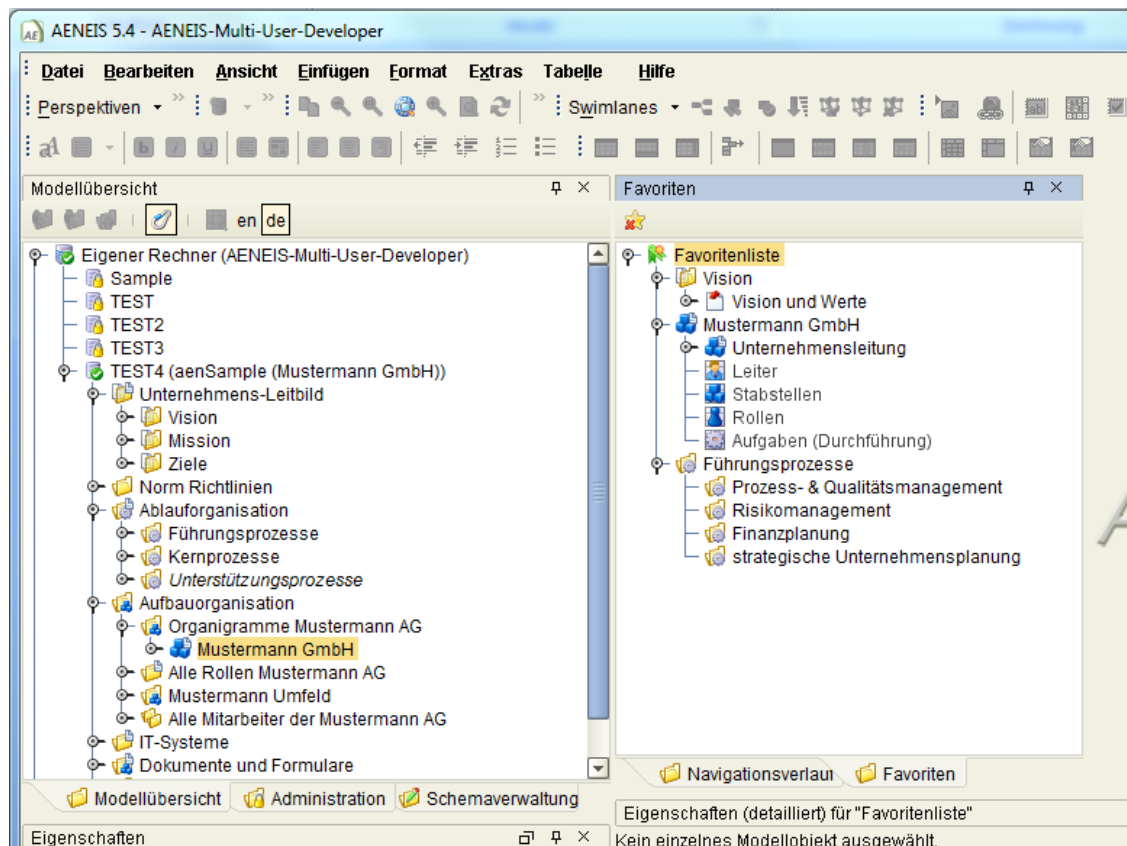 AENEIS 5.4 - AENEIS-Multi-User-Developer
Datei Bearbeiten Ansicht Einfügen Format Extras Tabelle Hilfe
Perspektiven Swimlanes
Modellübersicht
en de
Eigener Rechner (AENEIS-Multi-User-Developer)
Sample
TEST
TEST2
TEST3
TEST4 (aenSample (Mustermann GmbH))
Unternehmens-Leitbild
Vision
Mission
Ziele
Norm Richtlinien
Ablauforganisation
Führungsprozesse
Kernprozesse
Unterstützungsprozesse
Aufbauorganisation
Organigramme Mustermann AG
Mustermann GmbH
Alle Rollen Mustermann AG
Mustermann Umfeld
Alle Mitarbeiter der Mustermann AG
IT-Systeme
Dokumente und Formulare
Modellübersicht Administration Schemaverwaltung
Eigenschaften
Favoriten
Favoritenliste
Vision
Vision und Werte
Mustermann GmbH
Unternehmensleitung
Leiter
Stabstellen
Rollen
Aufgaben (Durchführung)
Führungsprozesse
Prozess- & Qualitätsmanagement
Risikomanagement
Finanzplanung
strategische Unternehmensplanung
Navigationsverlauf Favoriten
Eigenschaften (detailliert) für "Favoritenliste"
Kein einzelnes Modellobjekt ausgewählt.